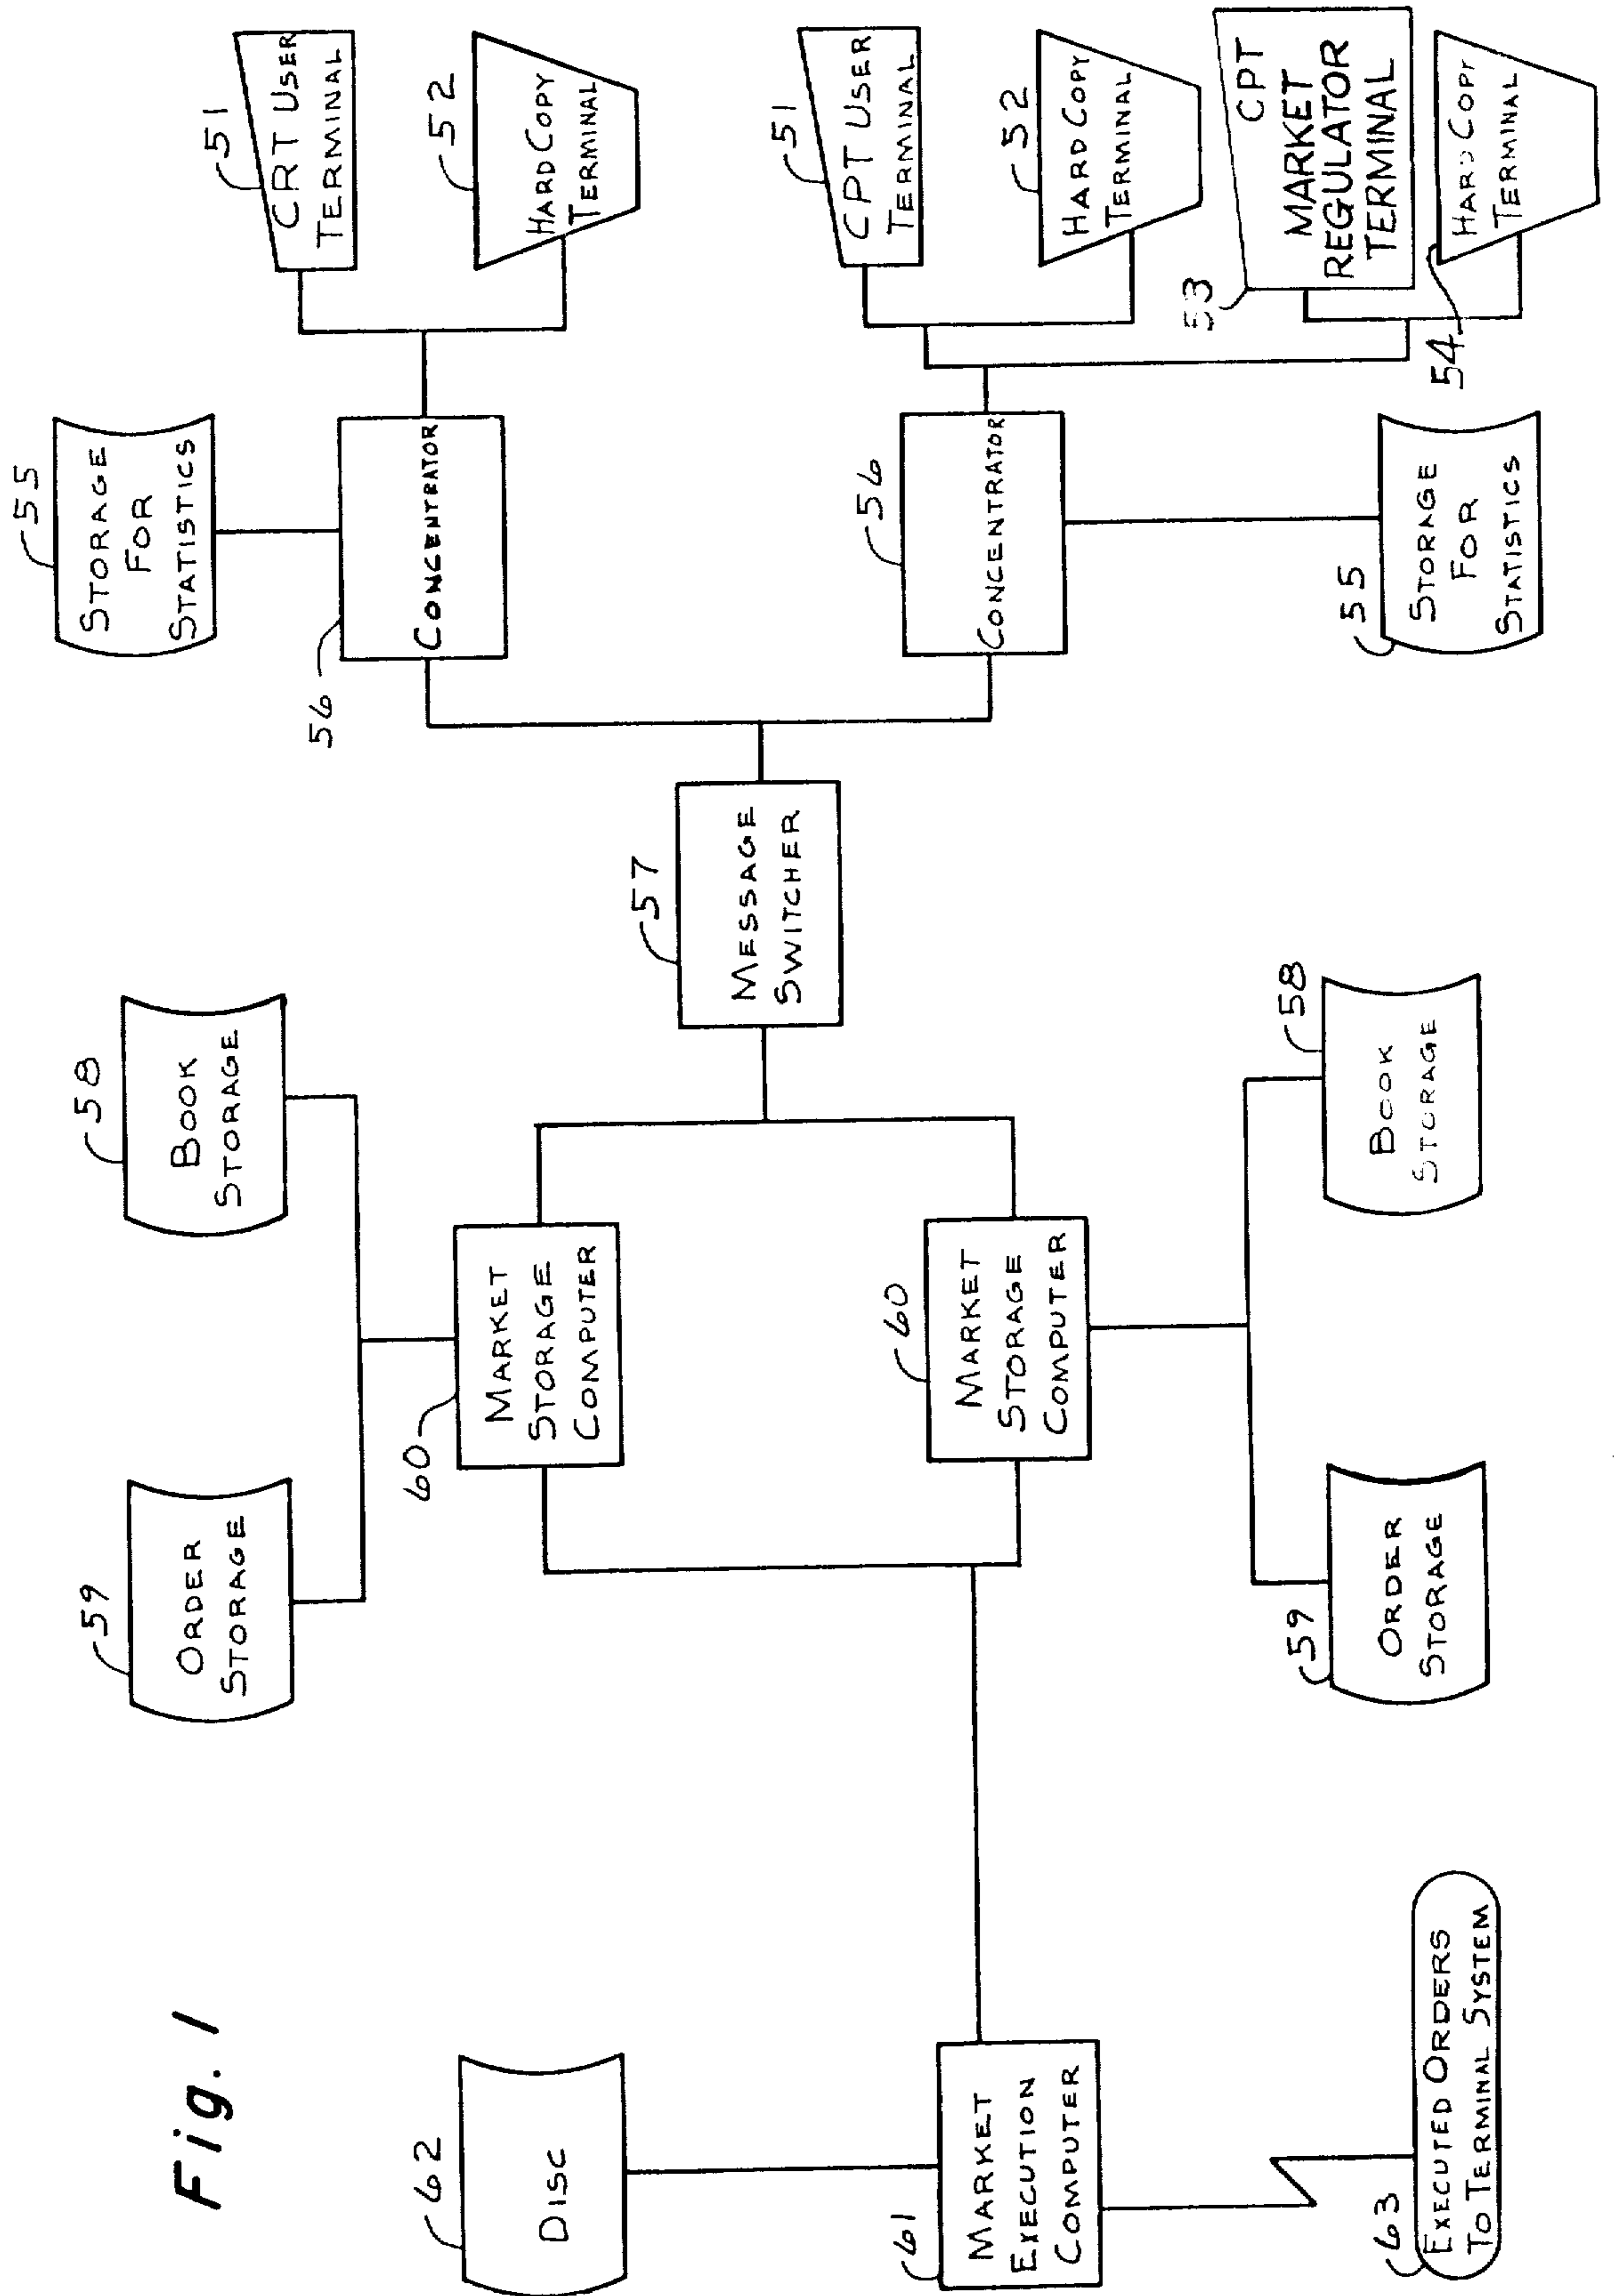 Fig. 1
62
DISC
61
MARKET
EXECUTION
COMPUTER
63
EXECUTED ORDERS
TO TERMINAL SYSTEM
59
ORDER
STORAGE
58
BOOK
STORAGE
60
MARKET
STORAGE
COMPUTER
60
MARKET
STORAGE
COMPUTER
59
ORDER
STORAGE
58
BOOK
STORAGE
57
MESSAGE
SWITCHER
55
STORAGE
FOR
STATISTICS
56
CONCENTRATOR
56
CONCENTRATOR
55
STORAGE
FOR
STATISTICS
51
CRT USER
TERMINAL
52
HARD COPY
TERMINAL
51
CPT USER
TERMINAL
52
HARD COPY
TERMINAL
53
CPT
MARKET
REGULATOR
TERMINAL
54
HARD COPY
TERMINAL